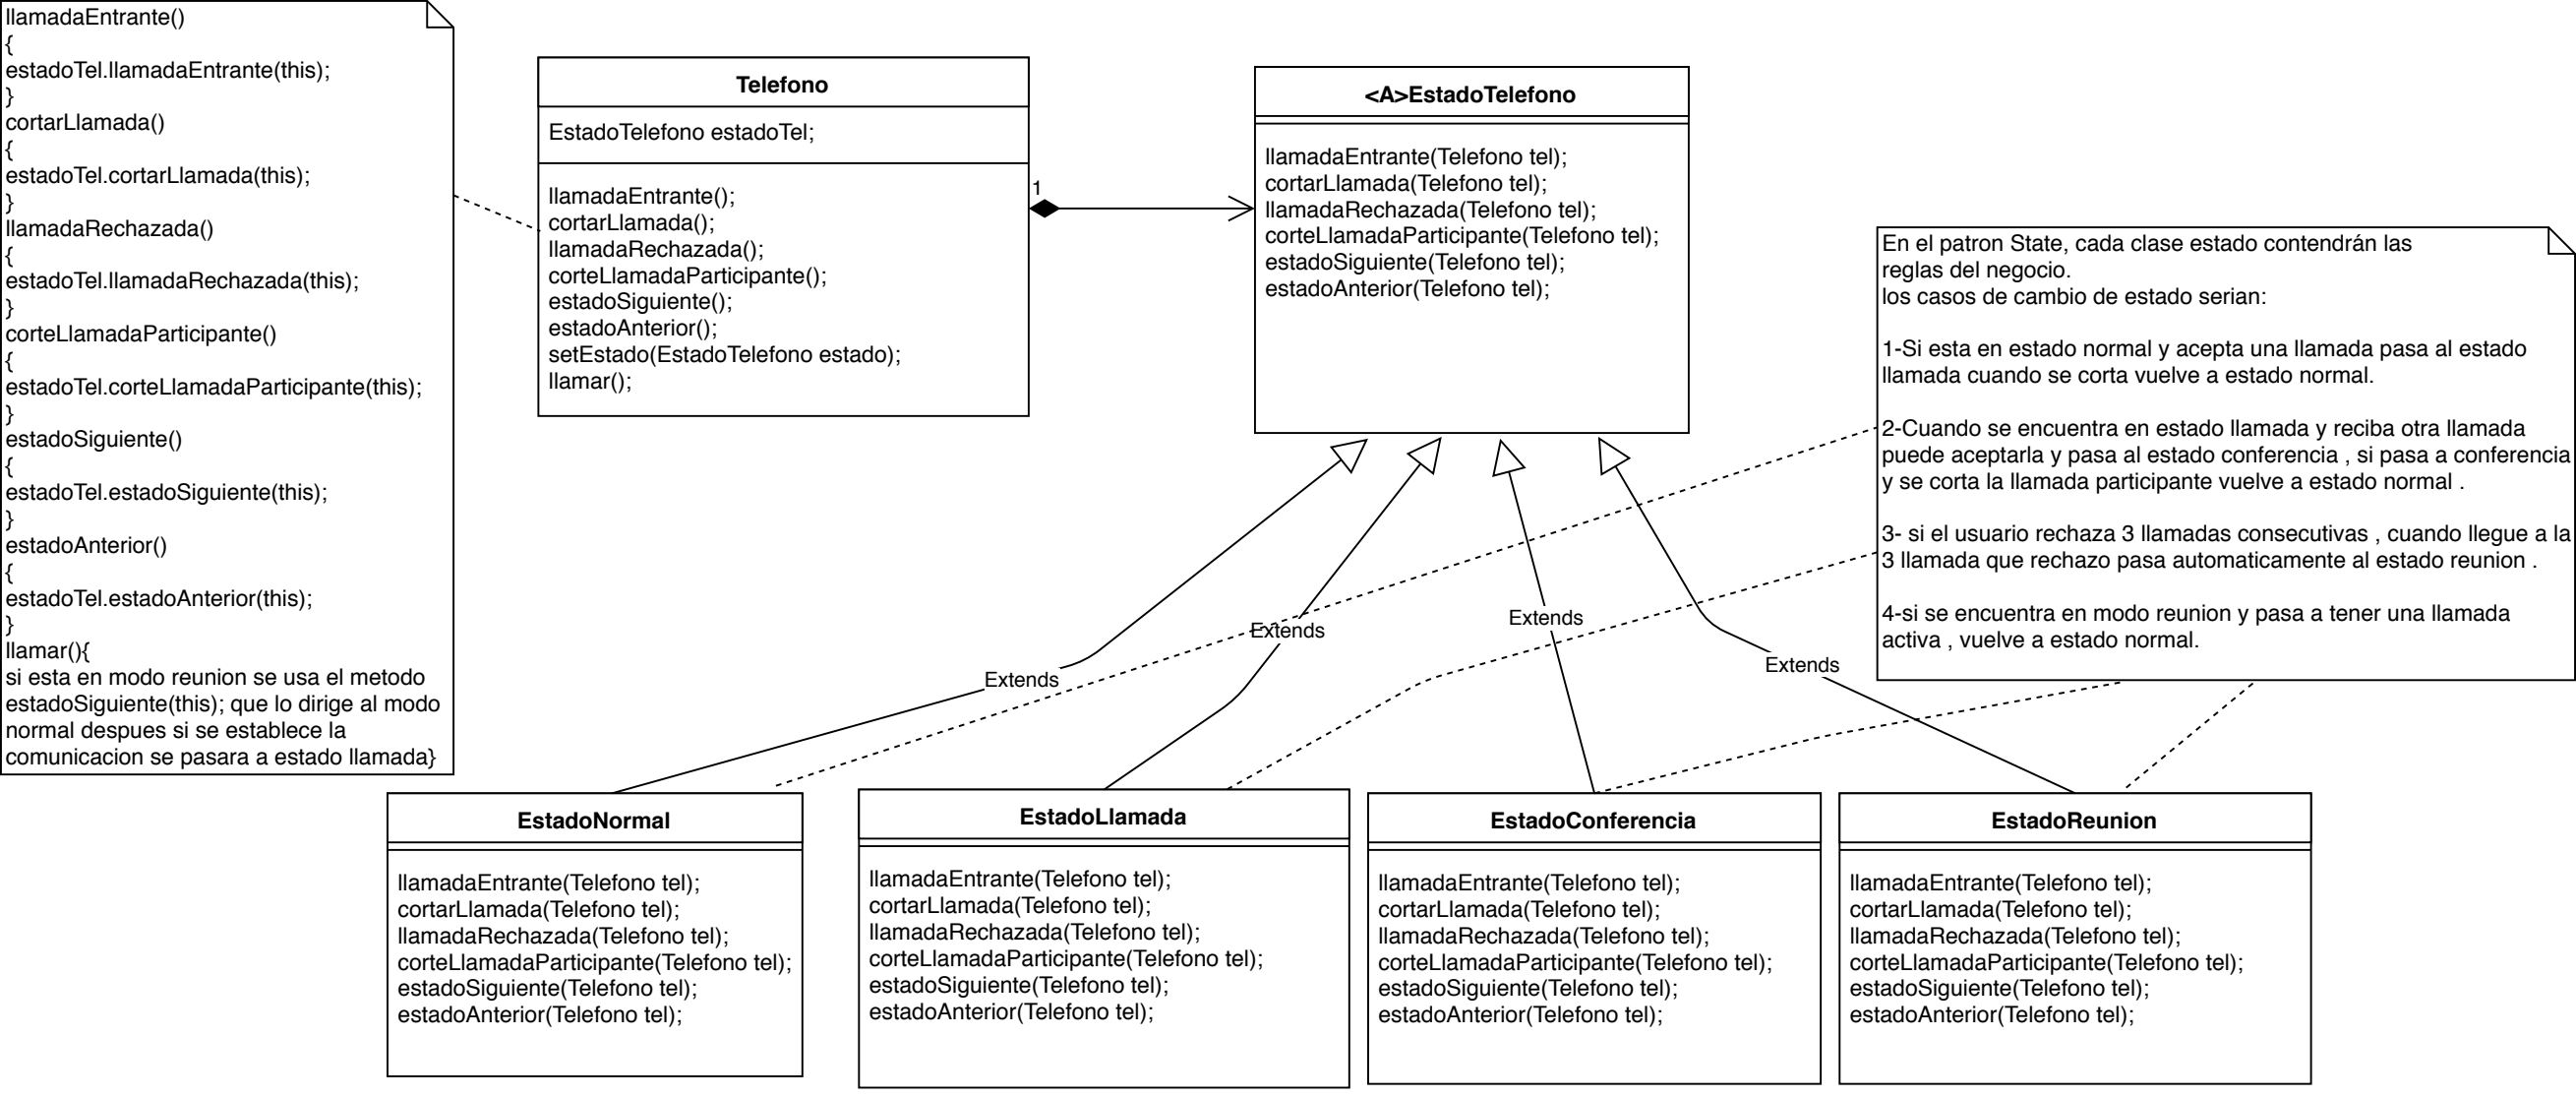 llamadaEntrante()
{
estadoTel.llamadaEntrante(this);
}
cortarLlamada()
{
estadoTel.cortarLlamada(this);
}
llamadaRechazada()
{
estadoTel.llamadaRechazada(this);
}
corteLlamadaParticipante()
{
estadoTel.corteLlamadaParticipante(this);
}
estadoSiguiente()
{
estadoTel.estadoSiguiente(this);
}
estadoAnterior()
{
estadoTel.estadoAnterior(this);
}
llamar(){
si esta en modo reunion se usa el metodo
estadoSiguiente(this); que lo dirige al modo
normal despues si se establece la
comunicacion se pasara a estado llamada}
Telefono
EstadoTelefono estadoTel;
llamadaEntrante();
cortarLlamada();
llamadaRechazada();
corteLlamadaParticipante();
estadoSiguiente();
estadoAnterior();
setEstado(EstadoTelefono estado);
llamar();
1
<A>EstadoTelefono
llamadaEntrante(Telefono tel);
cortarLlamada(Telefono tel);
llamadaRechazada(Telefono tel);
corteLlamadaParticipante(Telefono tel);
estadoSiguiente(Telefono tel);
estadoAnterior(Telefono tel);
En el patron State, cada clase estado contendrán las
reglas del negocio.
los casos de cambio de estado serian:
1-Si esta en estado normal y acepta una llamada pasa al estado
llamada cuando se corta vuelve a estado normal.
2-Cuando se encuentra en estado llamada y reciba otra llamada
puede aceptarla y pasa al estado conferencia , si pasa a conferencia
y se corta la llamada participante vuelve a estado normal .
3- si el usuario rechaza 3 llamadas consecutivas , cuando llegue a la
3 llamada que rechazo pasa automaticamente al estado reunion .
4-si se encuentra en modo reunion y pasa a tener una llamada
activa , vuelve a estado normal.
Extends
Extends
Extends
Extends
EstadoNormal
llamadaEntrante(Telefono tel);
cortarLlamada(Telefono tel);
llamadaRechazada(Telefono tel);
corteLlamadaParticipante(Telefono tel);
estadoSiguiente(Telefono tel);
estadoAnterior(Telefono tel);
EstadoLlamada
llamadaEntrante(Telefono tel);
cortarLlamada(Telefono tel);
llamadaRechazada(Telefono tel);
corteLlamadaParticipante(Telefono tel);
estadoSiguiente(Telefono tel);
estadoAnterior(Telefono tel);
EstadoConferencia
llamadaEntrante(Telefono tel);
cortarLlamada(Telefono tel);
llamadaRechazada(Telefono tel);
corteLlamadaParticipante(Telefono tel);
estadoSiguiente(Telefono tel);
estadoAnterior(Telefono tel);
EstadoReunion
llamadaEntrante(Telefono tel);
cortarLlamada(Telefono tel);
llamadaRechazada(Telefono tel);
corteLlamadaParticipante(Telefono tel);
estadoSiguiente(Telefono tel);
estadoAnterior(Telefono tel);